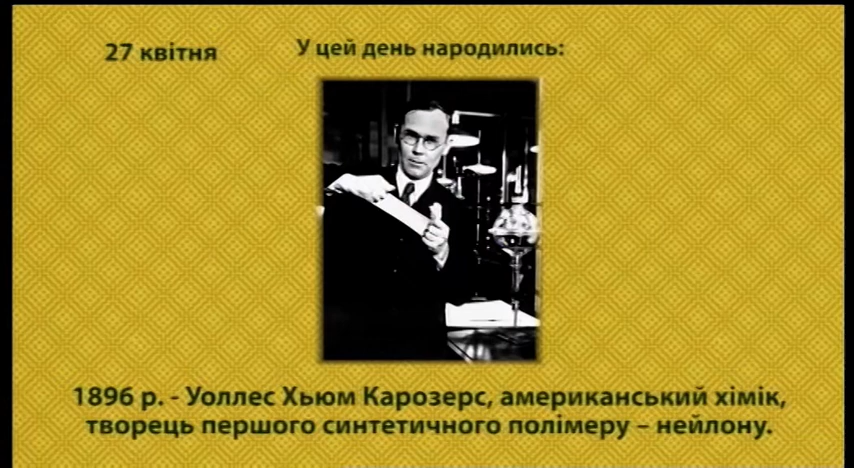 27 квітня
У цей день народились:
1896 р. - Уоллес Хьюм Карозерс, американський хімік,
творець першого синтетичного полімеру – нейлону.